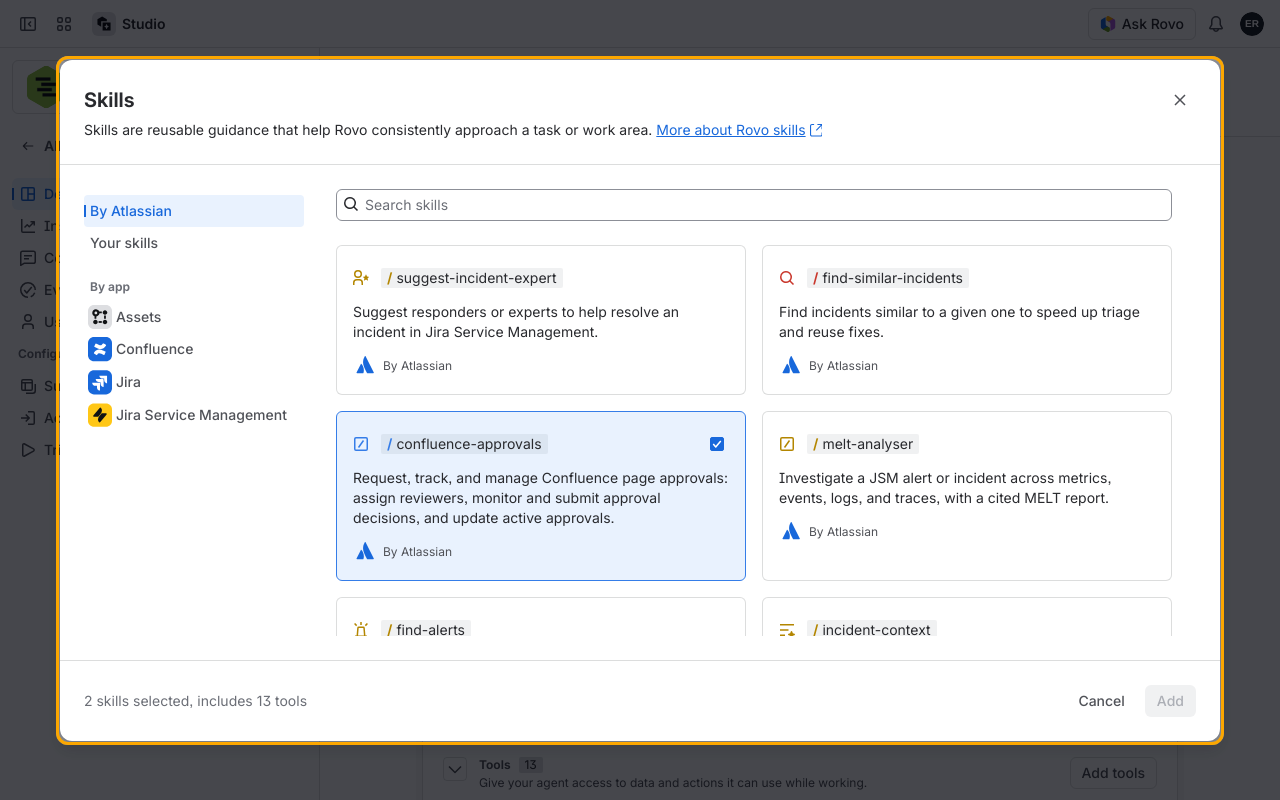 Studio
Ask Rovo
ER
Skills
Skills are reusable guidance that help Rovo consistently approach a task or work area. More about Rovo skills
By Atlassian
Your skills
By app
Assets
Confluence
Jira
Jira Service Management
Search skills
/ suggest-incident-expert
Suggest responders or experts to help resolve an
incident in Jira Service Management.
By Atlassian
/ find-similar-incidents
Find incidents similar to a given one to speed up triage
and reuse fixes.
By Atlassian
/ confluence-approvals
Request, track, and manage Confluence page approvals:
assign reviewers, monitor and submit approval
decisions, and update active approvals.
By Atlassian
/ melt-analyser
Investigate a JSM alert or incident across metrics,
events, logs, and traces, with a cited MELT report.
By Atlassian
/ find-alerts
/ incident-context
2 skills selected, includes 13 tools
Cancel
Add
Tools 13
Give your agent access to data and actions it can use while working.
Add tools